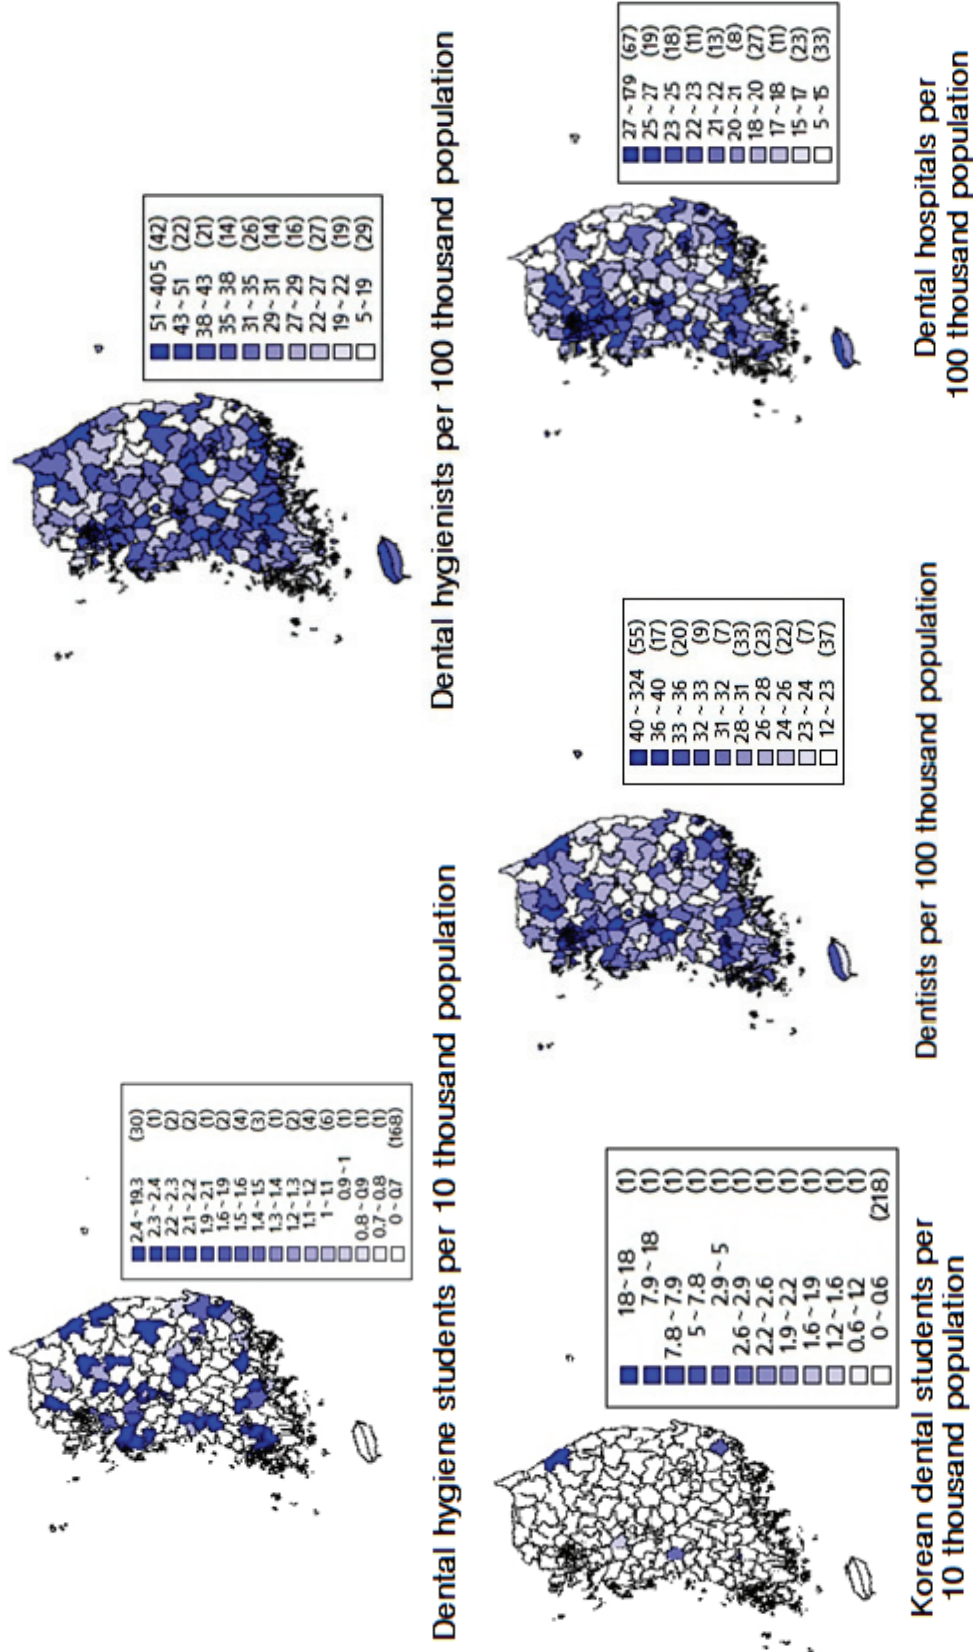 2.4 ~ 19.3 (30)
2.3 ~ 2.4 (1)
2.2 ~ 2.3 (2)
2.1 ~ 2.2 (2)
1.9 ~ 2.1 (1)
1.6 ~ 1.9 (2)
1.5 ~ 1.6 (4)
1.4 ~ 1.5 (3)
1.3 ~ 1.4 (1)
1.2 ~ 1.3 (2)
1.1 ~ 1.2 (4)
1 ~ 1.1 (6)
0.9 ~ 1 (1)
0.8 ~ 0.9 (1)
0.7 ~ 0.8 (1)
0 ~ 0.7 (168)
Dental hygiene students per 10 thousand population
51 ~ 405 (42)
43 ~ 51 (22)
38 ~ 43 (21)
35 ~ 38 (14)
31 ~ 35 (26)
29 ~ 31 (14)
27 ~ 29 (16)
22 ~ 27 (27)
19 ~ 22 (19)
5 ~ 19 (29)
Dental hygienists per 100 thousand population
18 ~ 18 (1)
7.9 ~ 18 (1)
7.8 ~ 7.9 (1)
5 ~ 7.8 (1)
2.9 ~ 5 (1)
2.6 ~ 2.9 (1)
2.2 ~ 2.6 (1)
1.9 ~ 2.2 (1)
1.6 ~ 1.9 (1)
1.2 ~ 1.6 (1)
0.6 ~ 1.2 (1)
0 ~ 0.6 (218)
Korean dental students per
10 thousand population
40 ~ 324 (55)
36 ~ 40 (17)
33 ~ 36 (20)
32 ~ 33 (9)
31 ~ 32 (7)
28 ~ 31 (33)
26 ~ 28 (23)
24 ~ 26 (22)
23 ~ 24 (7)
12 ~ 23 (37)
Dentists per 100 thousand population
27 ~ 179 (67)
25 ~ 27 (19)
23 ~ 25 (18)
22 ~ 23 (11)
21 ~ 22 (13)
20 ~ 21 (8)
18 ~ 20 (27)
17 ~ 18 (11)
15 ~ 17 (23)
5 ~ 15 (33)
Dental hospitals per
100 thousand population